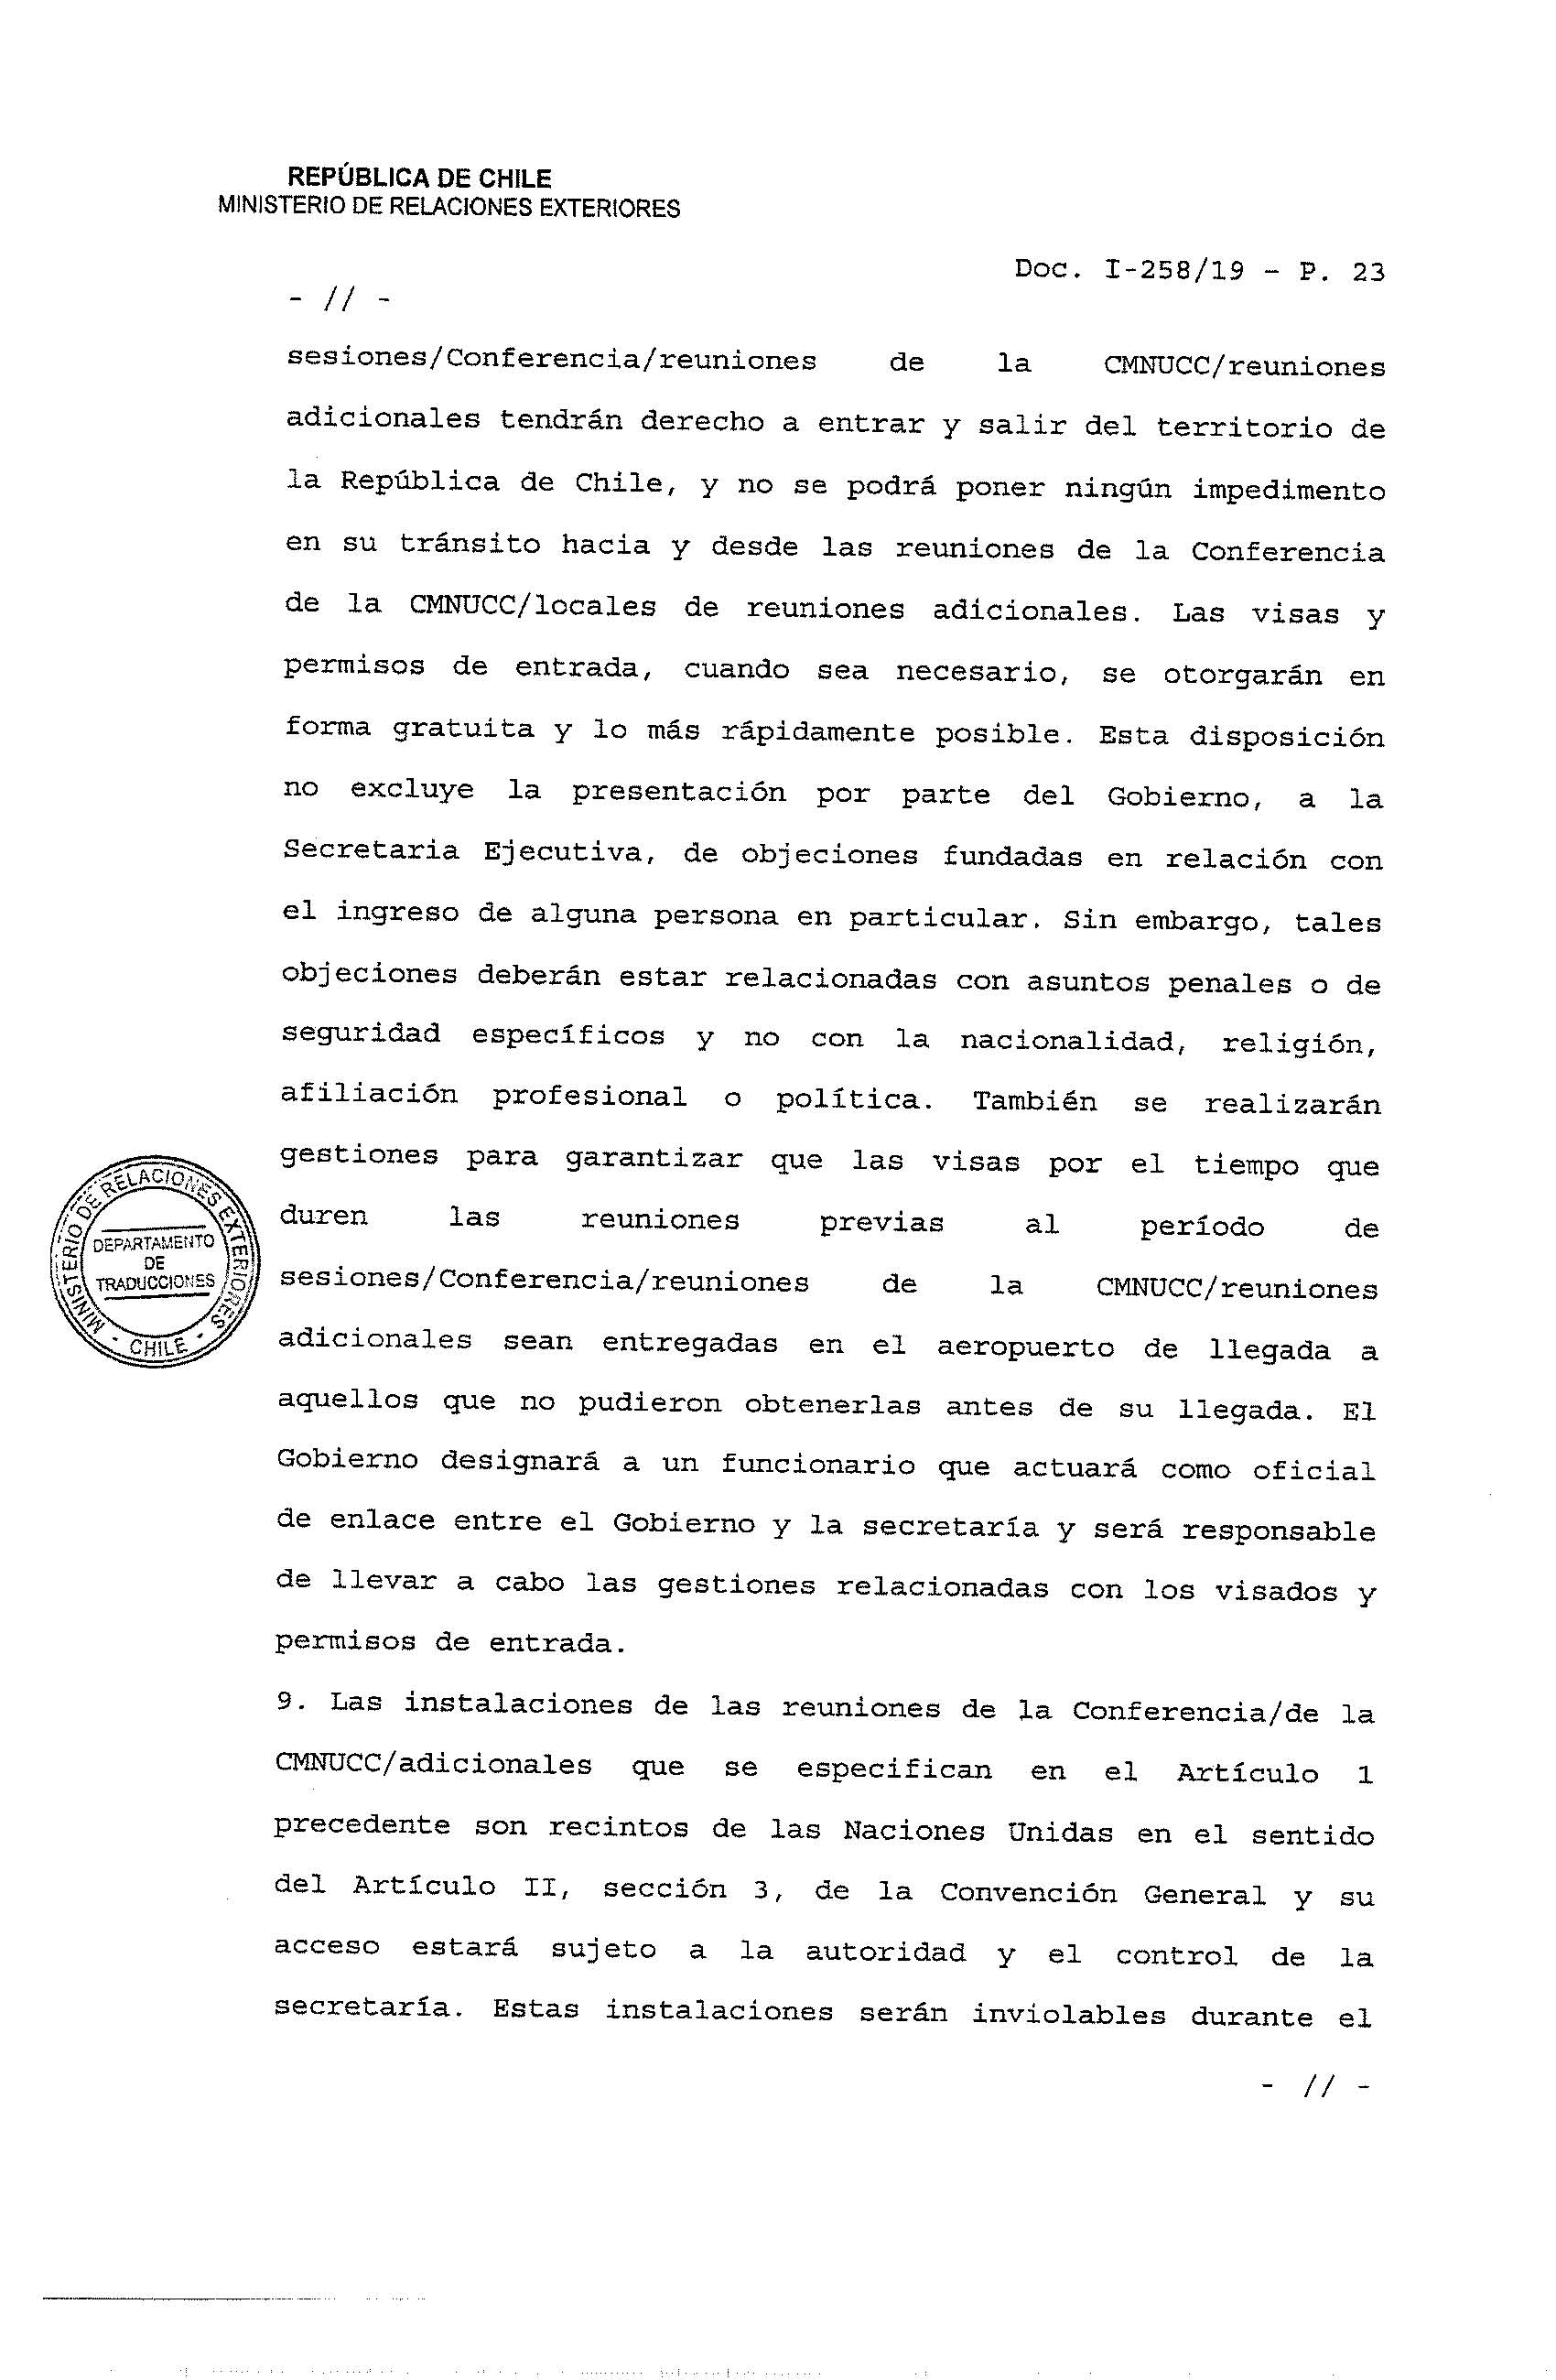 REPÚBLICA DE CHILE
MINISTERIO DE RELACIONES EXTERIORES
Doc. I-258/19 - P. 23
- // -
sesiones/Conferencia/reuniones de la CMNUCC/reuniones
adicionales tendrán derecho a entrar y salir del territorio de
la República de Chile, y no se podrá poner ningún impedimento
en su tránsito hacia y desde las reuniones de la Conferencia
de la CMNUCC/locales de reuniones adicionales. Las visas y
permisos de entrada, cuando sea necesario, se otorgarán en
forma gratuita y lo más rápidamente posible. Esta disposición
no excluye la presentación por parte del Gobierno, a la
Secretaria Ejecutiva, de objeciones fundadas en relación con
el ingreso de alguna persona en particular. Sin embargo, tales
objeciones deberán estar relacionadas con asuntos penales o de
seguridad específicos y no con la nacionalidad, religión,
afiliación profesional o política. También se realizarán
gestiones para garantizar que las visas por el tiempo que
duren las reuniones previas al período de
sesiones/Conferencia/reuniones de la CMNUCC/reuniones
adicionales sean entregadas en el aeropuerto de llegada a
aquellos que no pudieron obtenerlas antes de su llegada. El
Gobierno designará a un funcionario que actuará como oficial
de enlace entre el Gobierno y la secretaría y será responsable
de llevar a cabo las gestiones relacionadas con los visados y
permisos de entrada.
9. Las instalaciones de las reuniones de la Conferencia/de la
CMNUCC/adicionales que se especifican en el Artículo 1
precedente son recintos de las Naciones Unidas en el sentido
del Artículo II, sección 3, de la Convención General y su
acceso estará sujeto a la autoridad y el control de la
secretaría. Estas instalaciones serán inviolables durante el
- // -
MINISTERIO DE RELACIONES EXTERIORES
DEPARTAMENTO
DE
TRADUCCIONES
- CHILE -